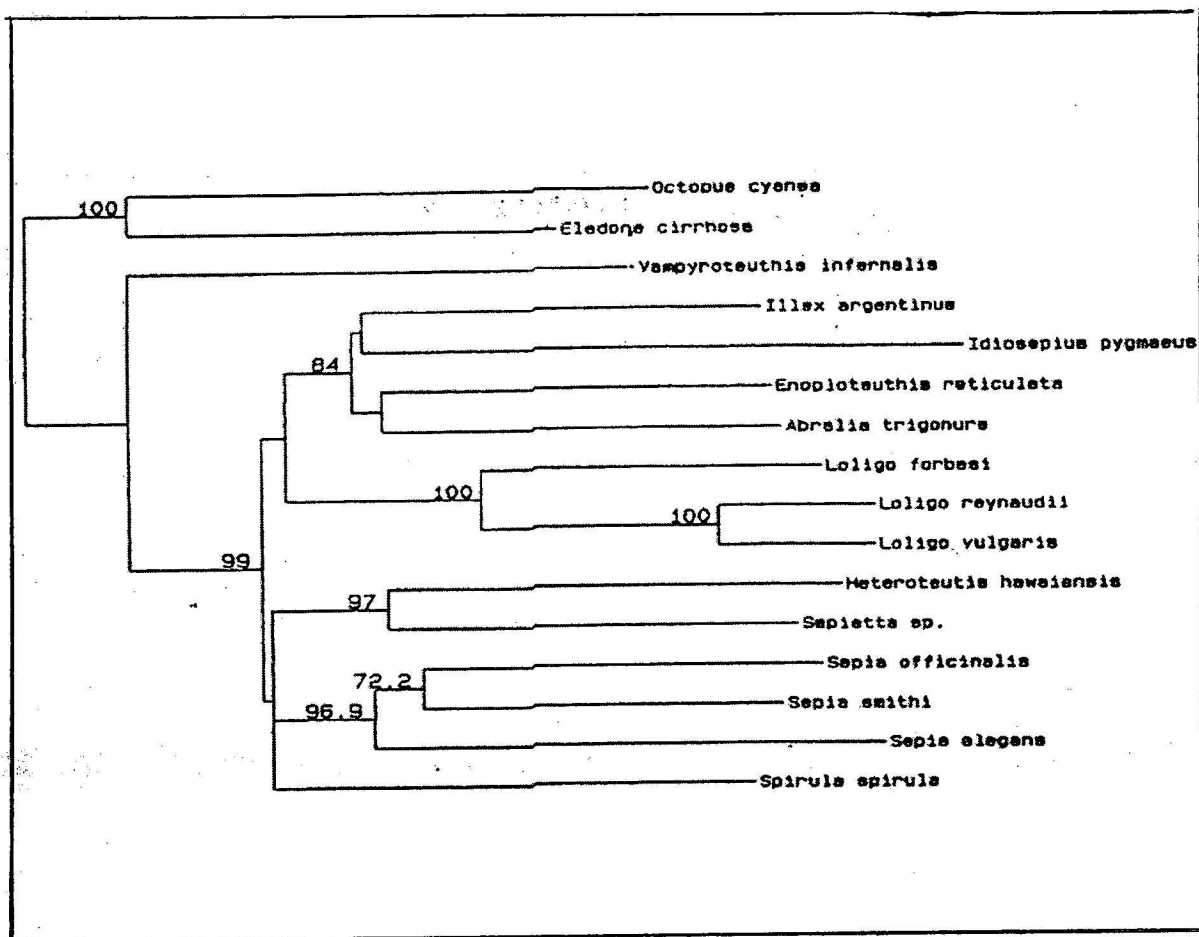 Octopus cyanea
100
Eledone cirrhosa
Vampyroteuthis infernalis
Illex argentinus
Idiosepius pygmaeus
84
Enoploteuthis reticulata
Abralia trigonura
Loligo forbesi
100
Loligo reynaudii
100
Loligo vulgaris
99
Heteroteutis hawaiensis
97
Sepietta sp.
Sepia officinalis
72.2
Sepia smithi
96.9
Sepia elegans
Spirula spirula